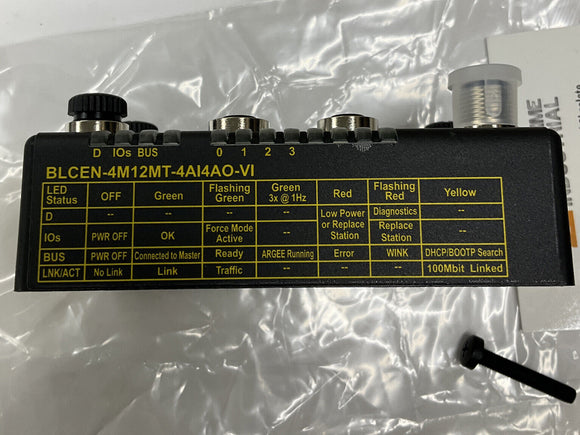 D IOs BUS 0 1 2 3
BLCEN-4M12MT-4AI4AO-VI
LED Status OFF Green Flashing Green Green 3x @ 1Hz Red Flashing Red Yellow
D -- -- -- -- Low Power or Replace Station Diagnostics --
IOs PWR OFF OK Force Mode Active -- Replace Station --
BUS PWR OFF Connected to Master Ready ARGEE Running Error WINK DHCP/BOOTP Search
LNK/ACT No Link Link Traffic -- -- -- 100Mbit Linked